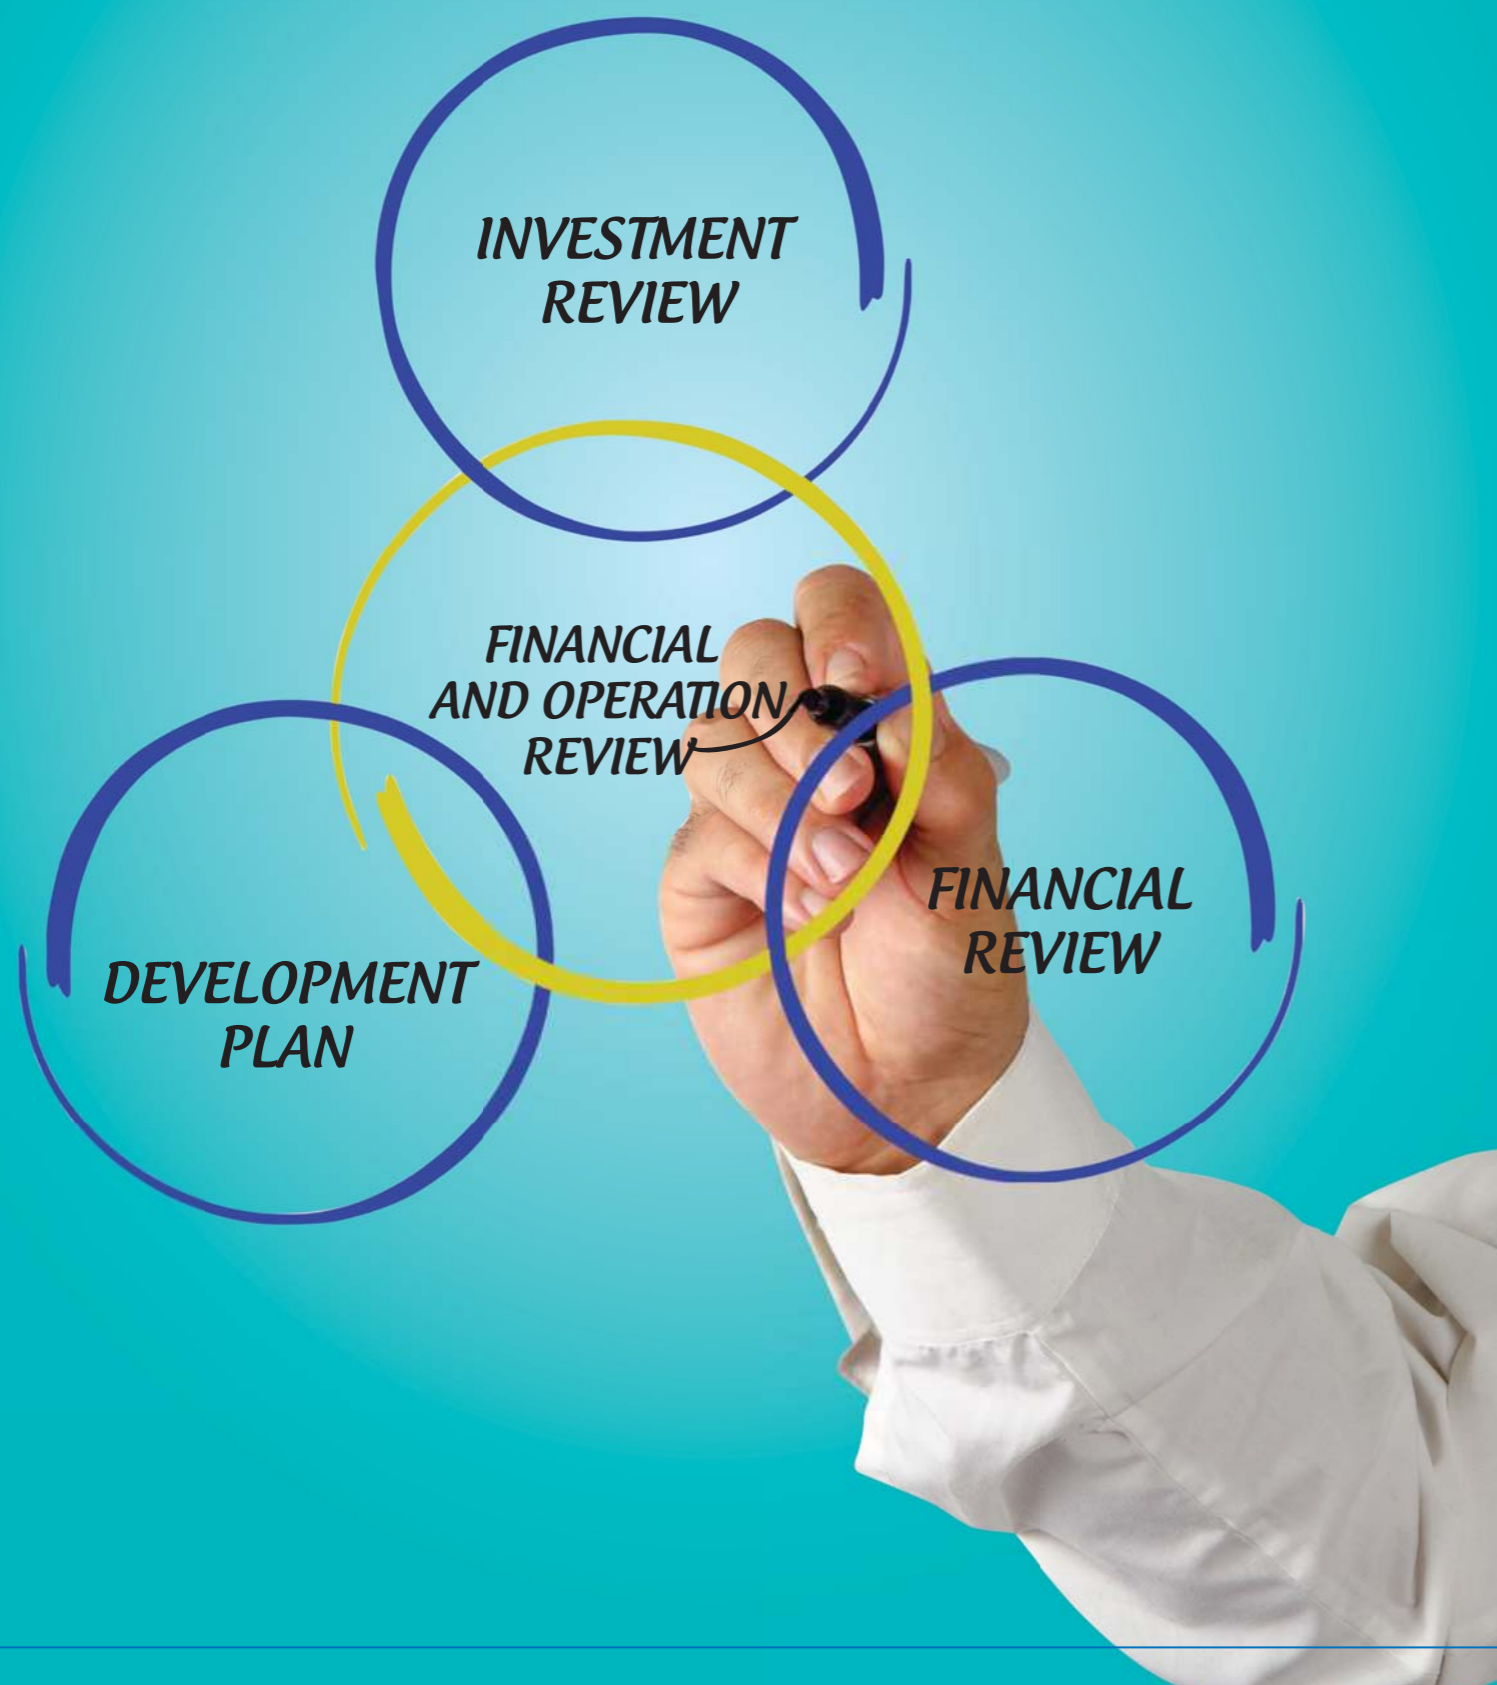 INVESTMENT
REVIEW
FINANCIAL
AND OPERATION
REVIEW
FINANCIAL
REVIEW
DEVELOPMENT
PLAN